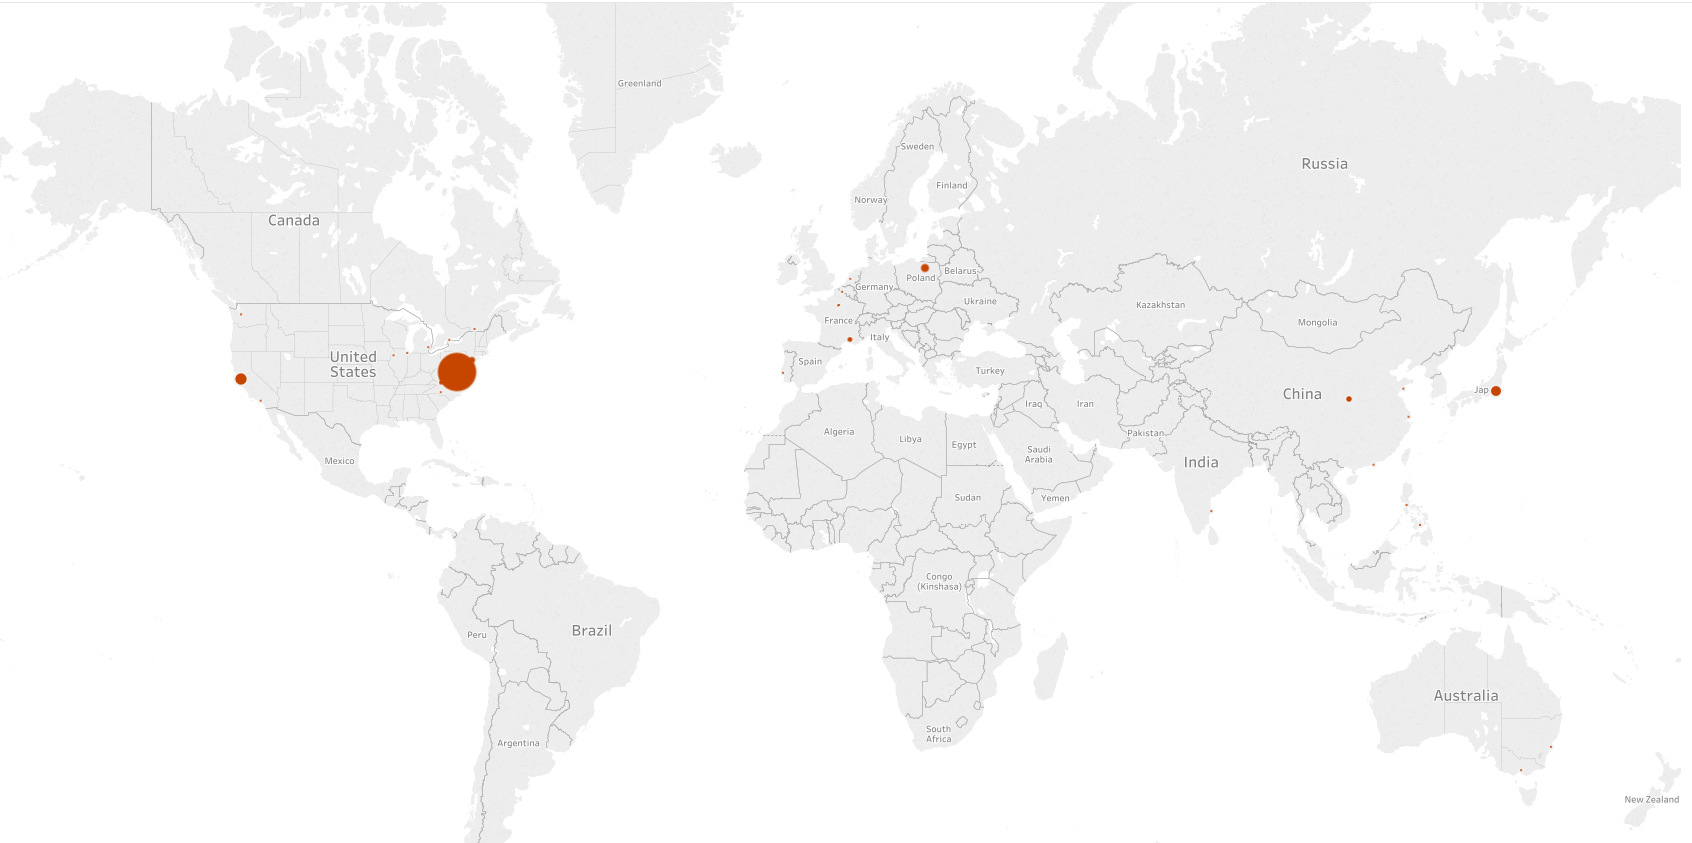 Greenland
Sweden
Finland
Norway
Russia
Canada
Poland
Belarus
Germany
Ukraine
France
Italy
Spain
Turkey
Kazakhstan
Mongolia
United
States
China
Jap
Iraq
Iran
Pakistan
India
Mexico
Algeria
Libya
Egypt
Saudi
Arabia
Sudan
Yemen
Congo
(Kinshasa)
Peru
Brazil
Argentina
South
Africa
Australia
New Zealand